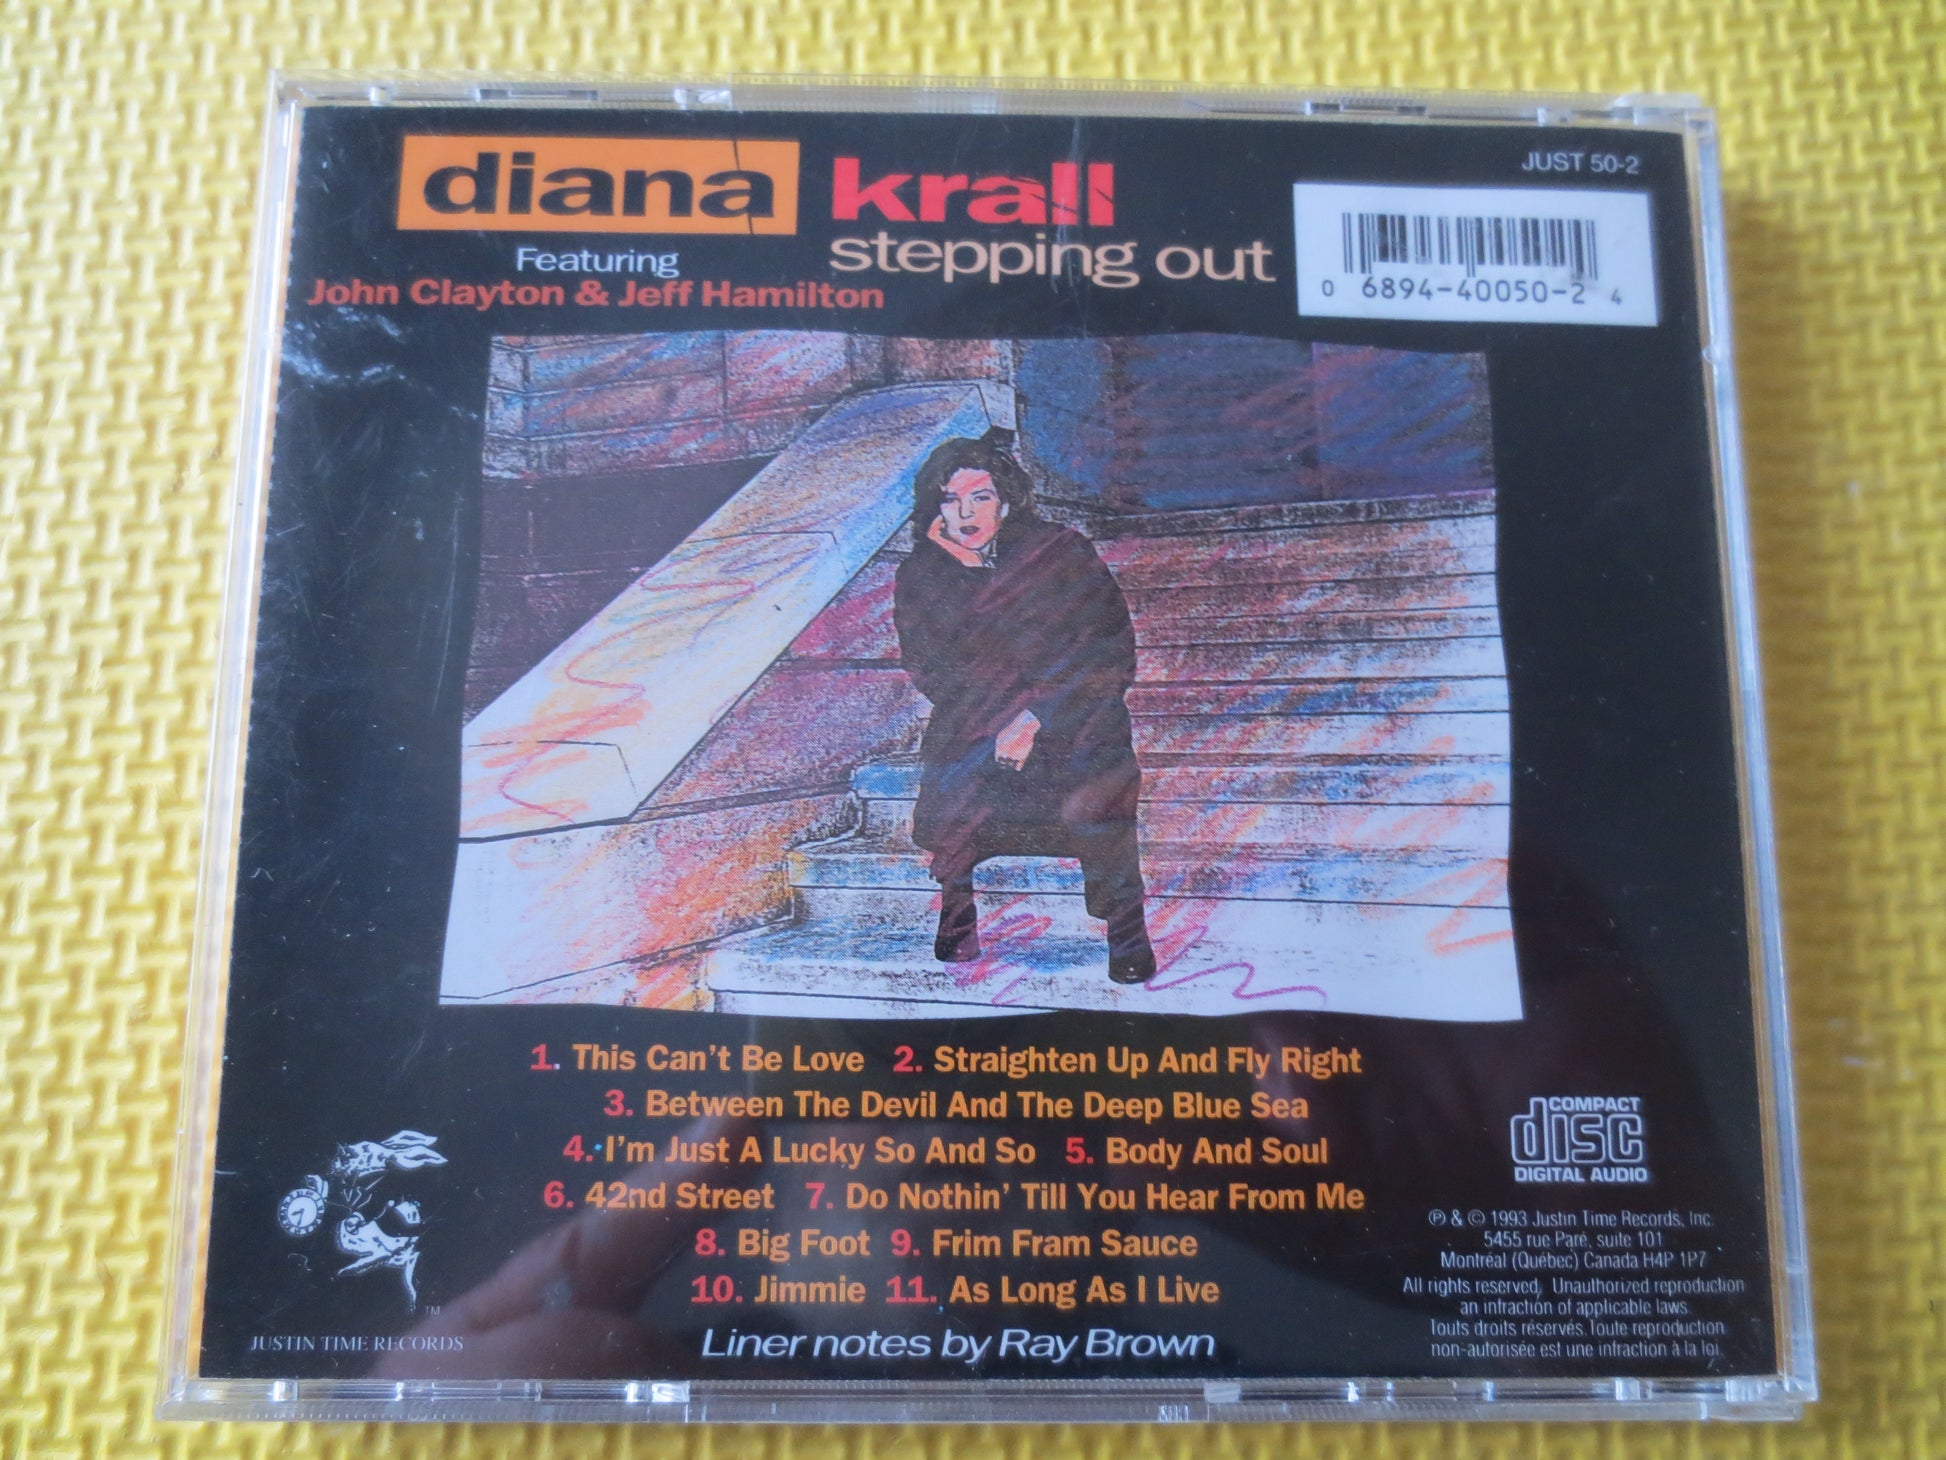 diana krall
stepping out
Featuring
John Clayton & Jeff Hamilton
JUST 50-2
0 6894-40050-2 4
1. This Can't Be Love 2. Straighten Up And Fly Right
3. Between The Devil And The Deep Blue Sea
4. I'm Just A Lucky So And So 5. Body And Soul
6. 42nd Street 7. Do Nothin' Till You Hear From Me
8. Big Foot 9. Frim Fram Sauce
10. Jimmie 11. As Long As I Live
Liner notes by Ray Brown
TM
JUSTIN TIME RECORDS
COMPACT
disc
DIGITAL AUDIO
℗ & © 1993 Justin Time Records, Inc.
5455 rue Paré, suite 101
Montréal (Québec) Canada H4P 1P7
All rights reserved, Unauthorized reproduction
an infraction of applicable laws.
Touts droits réservés. Toute reproduction
non-autorisée est une infraction à la loi.